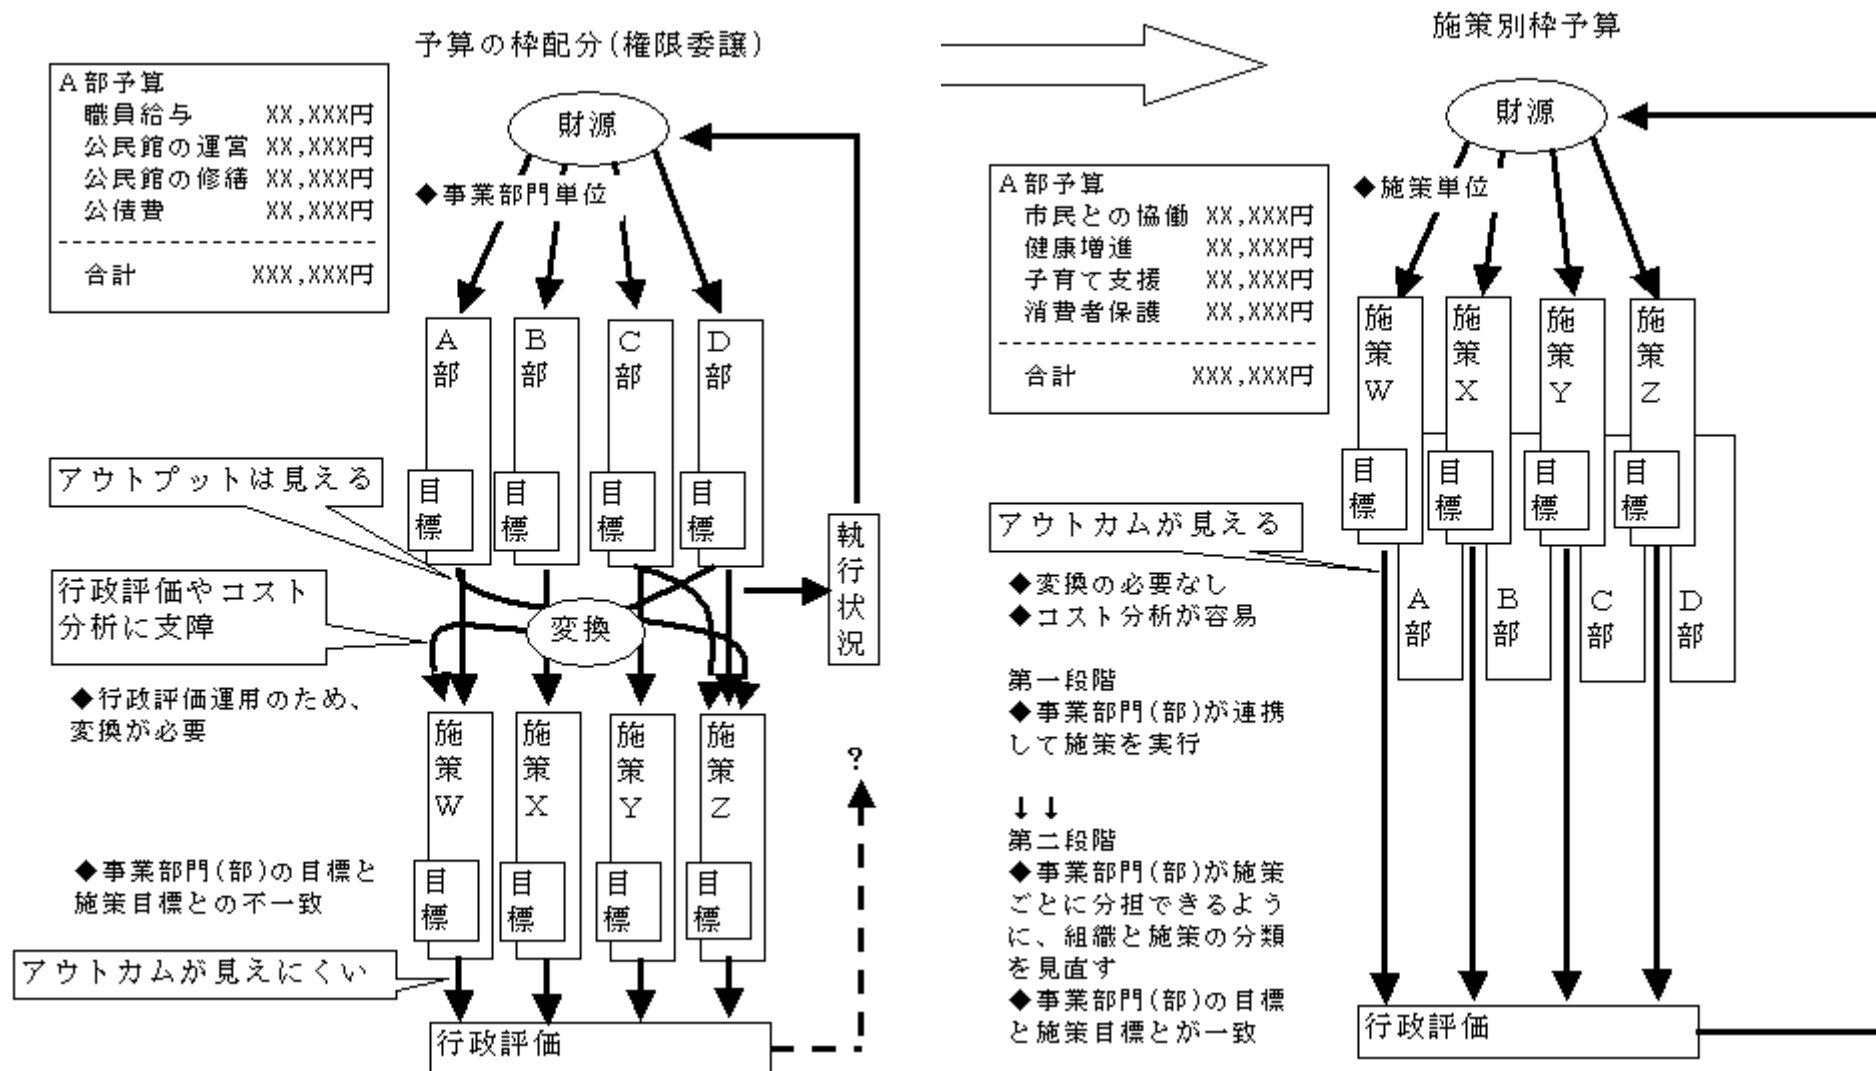 予算の枠配分(権限委譲)
A部予算
職員給与 XX,XXX円
公民館の運営 XX,XXX円
公民館の修繕 XX,XXX円
公債費 XX,XXX円
合計 XXX,XXX円
財源
◆事業部門単位
A部
B部
C部
D部
目標
目標
目標
目標
アウトプットは見える
行政評価やコスト
分析に支障
変換
執行状況
◆行政評価運用のため、
変換が必要
施策W
施策X
施策Y
施策Z
?
◆事業部門(部)の目標と
施策目標との不一致
目標
目標
目標
目標
アウトカムが見えにくい
行政評価
施策別枠予算
財源
A部予算
市民との協働 XX,XXX円
健康増進 XX,XXX円
子育て支援 XX,XXX円
消費者保護 XX,XXX円
合計 XXX,XXX円
◆施策単位
施策W
施策X
施策Y
施策Z
目標
目標
目標
目標
アウトカムが見える
◆変換の必要なし
◆コスト分析が容易
A部
B部
C部
D部
第一段階
◆事業部門(部)が連携
して施策を実行
↓↓
第二段階
◆事業部門(部)が施策
ごとに分担できるよう
に、組織と施策の分類
を見直す
◆事業部門(部)の目標
と施策目標とが一致
行政評価